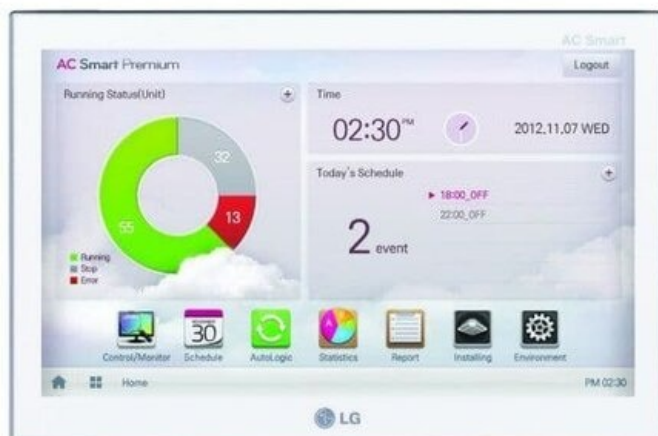 AC Smart
AC Smart Premium
Logout
Running Status(Unit)
32
55
13
Running
Stop
Error
Time
02:30 PM
2012.11.07 WED
Today's Schedule
18:00_OFF
22:00_OFF
2 event
30
Control/Monitor
Schedule
AutoLogic
Statistics
Report
Installing
Environment
Home
PM 02:30
LG